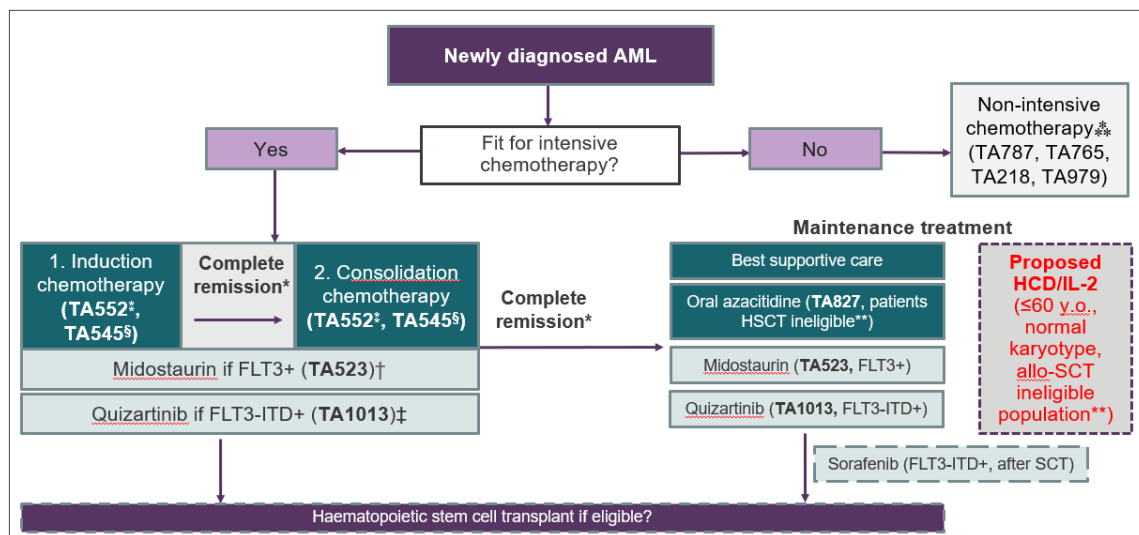 Newly diagnosed AML
Fit for intensive
chemotherapy?
Yes
No
Non-intensive
chemotherapy⁂
(TA787, TA765,
TA218, TA979)
1. Induction
chemotherapy
(TA552⁑,
TA545§)
Complete
remission*
2. Consolidation
chemotherapy
(TA552⁑, TA545§)
Midostaurin if FLT3+ (TA523)†
Quizartinib if FLT3-ITD+ (TA1013)‡
Complete
remission*
Maintenance treatment
Best supportive care
Oral azacitidine (TA827, patients
HSCT ineligible**)
Midostaurin (TA523, FLT3+)
Quizartinib (TA1013, FLT3-ITD+)
Proposed
HCD/IL-2
(≤60 y.o.,
normal
karyotype,
allo-SCT
ineligible
population**)
Sorafenib (FLT3-ITD+, after SCT)
Haematopoietic stem cell transplant if eligible?